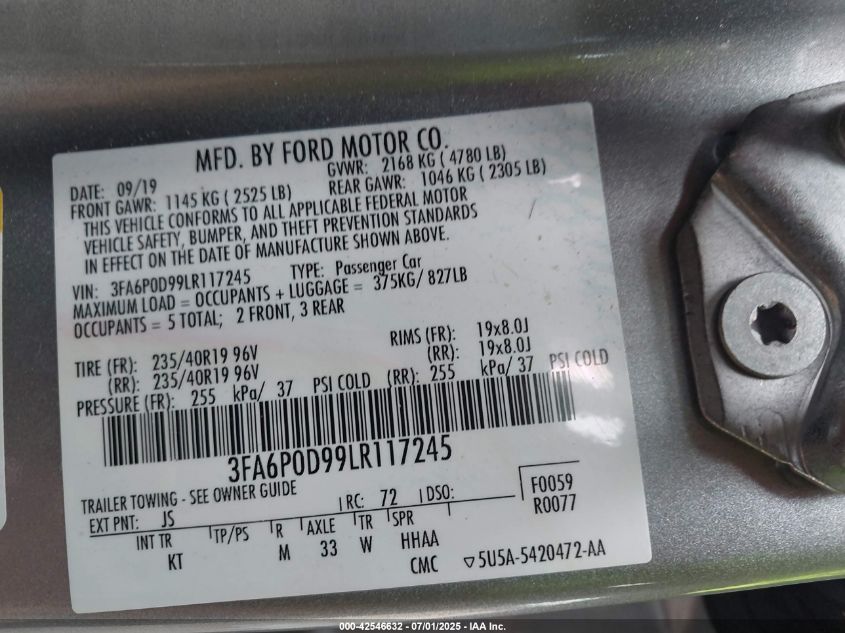 MFD. BY FORD MOTOR CO.
DATE: 09/19 GVWR: 2168 KG ( 4780 LB)
FRONT GAWR: 1145 KG ( 2525 LB) REAR GAWR: 1046 KG ( 2305 LB)
THIS VEHICLE CONFORMS TO ALL APPLICABLE FEDERAL MOTOR
VEHICLE SAFETY, BUMPER, AND THEFT PREVENTION STANDARDS
IN EFFECT ON THE DATE OF MANUFACTURE SHOWN ABOVE.
VIN: 3FA6P0D99LR117245 TYPE: Passenger Car
MAXIMUM LOAD = OCCUPANTS + LUGGAGE = 375KG/ 827LB
OCCUPANTS = 5 TOTAL; 2 FRONT, 3 REAR
TIRE (FR): 235/40R19 96V RIMS (FR): 19x8.0J
(RR): 235/40R19 96V (RR): 19x8.0J
PRESSURE (FR): 255 kPa/ 37 PSI COLD (RR): 255 kPa/ 37 PSI COLD
3FA6P0D99LR117245
TRAILER TOWING - SEE OWNER GUIDE
EXT PNT: JS RC: 72 DSO: F0059
R0077
INT TR TP/PS R AXLE TR SPR
KT M 33 W HHAA
CMC ▽5U5A-5420472-AA
000-42546632 - 07/01/2025 - IAA Inc.